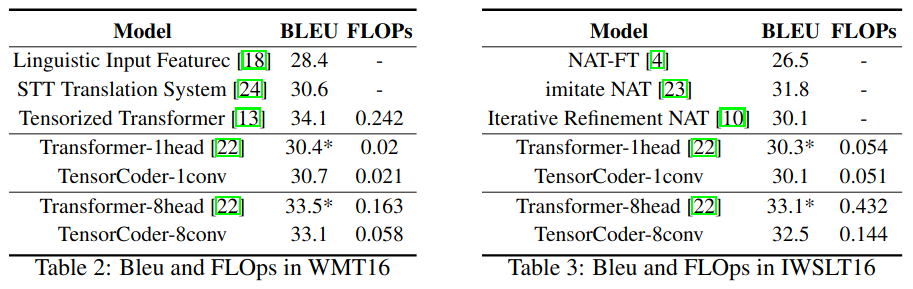 Model BLEU FLOPs
Linguistic Input Featurec [18] 28.4 -
STT Translation System [24] 30.6 -
Tensorized Transformer [13] 34.1 0.242
Transformer-1head [22] 30.4* 0.02
TensorCoder-1conv 30.7 0.021
Transformer-8head [22] 33.5* 0.163
TensorCoder-8conv 33.1 0.058
Table 2: Bleu and FLOps in WMT16
Model BLEU FLOPs
NAT-FT [4] 26.5 -
imitate NAT [23] 31.8 -
Iterative Refinement NAT [10] 30.1 -
Transformer-1head [22] 30.3* 0.054
TensorCoder-1conv 30.1 0.051
Transformer-8head [22] 33.1* 0.432
TensorCoder-8conv 32.5 0.144
Table 3: Bleu and FLOps in IWSLT16